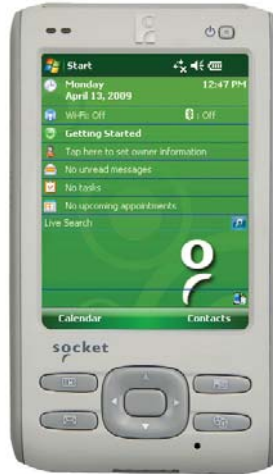 Start
Monday 12:47 PM
April 13, 2009
Wi-Fi: Off : Off
Getting Started
Tap here to set owner information
No unread messages
No tasks
No upcoming appointments
Live Search
Calendar Contacts
socket